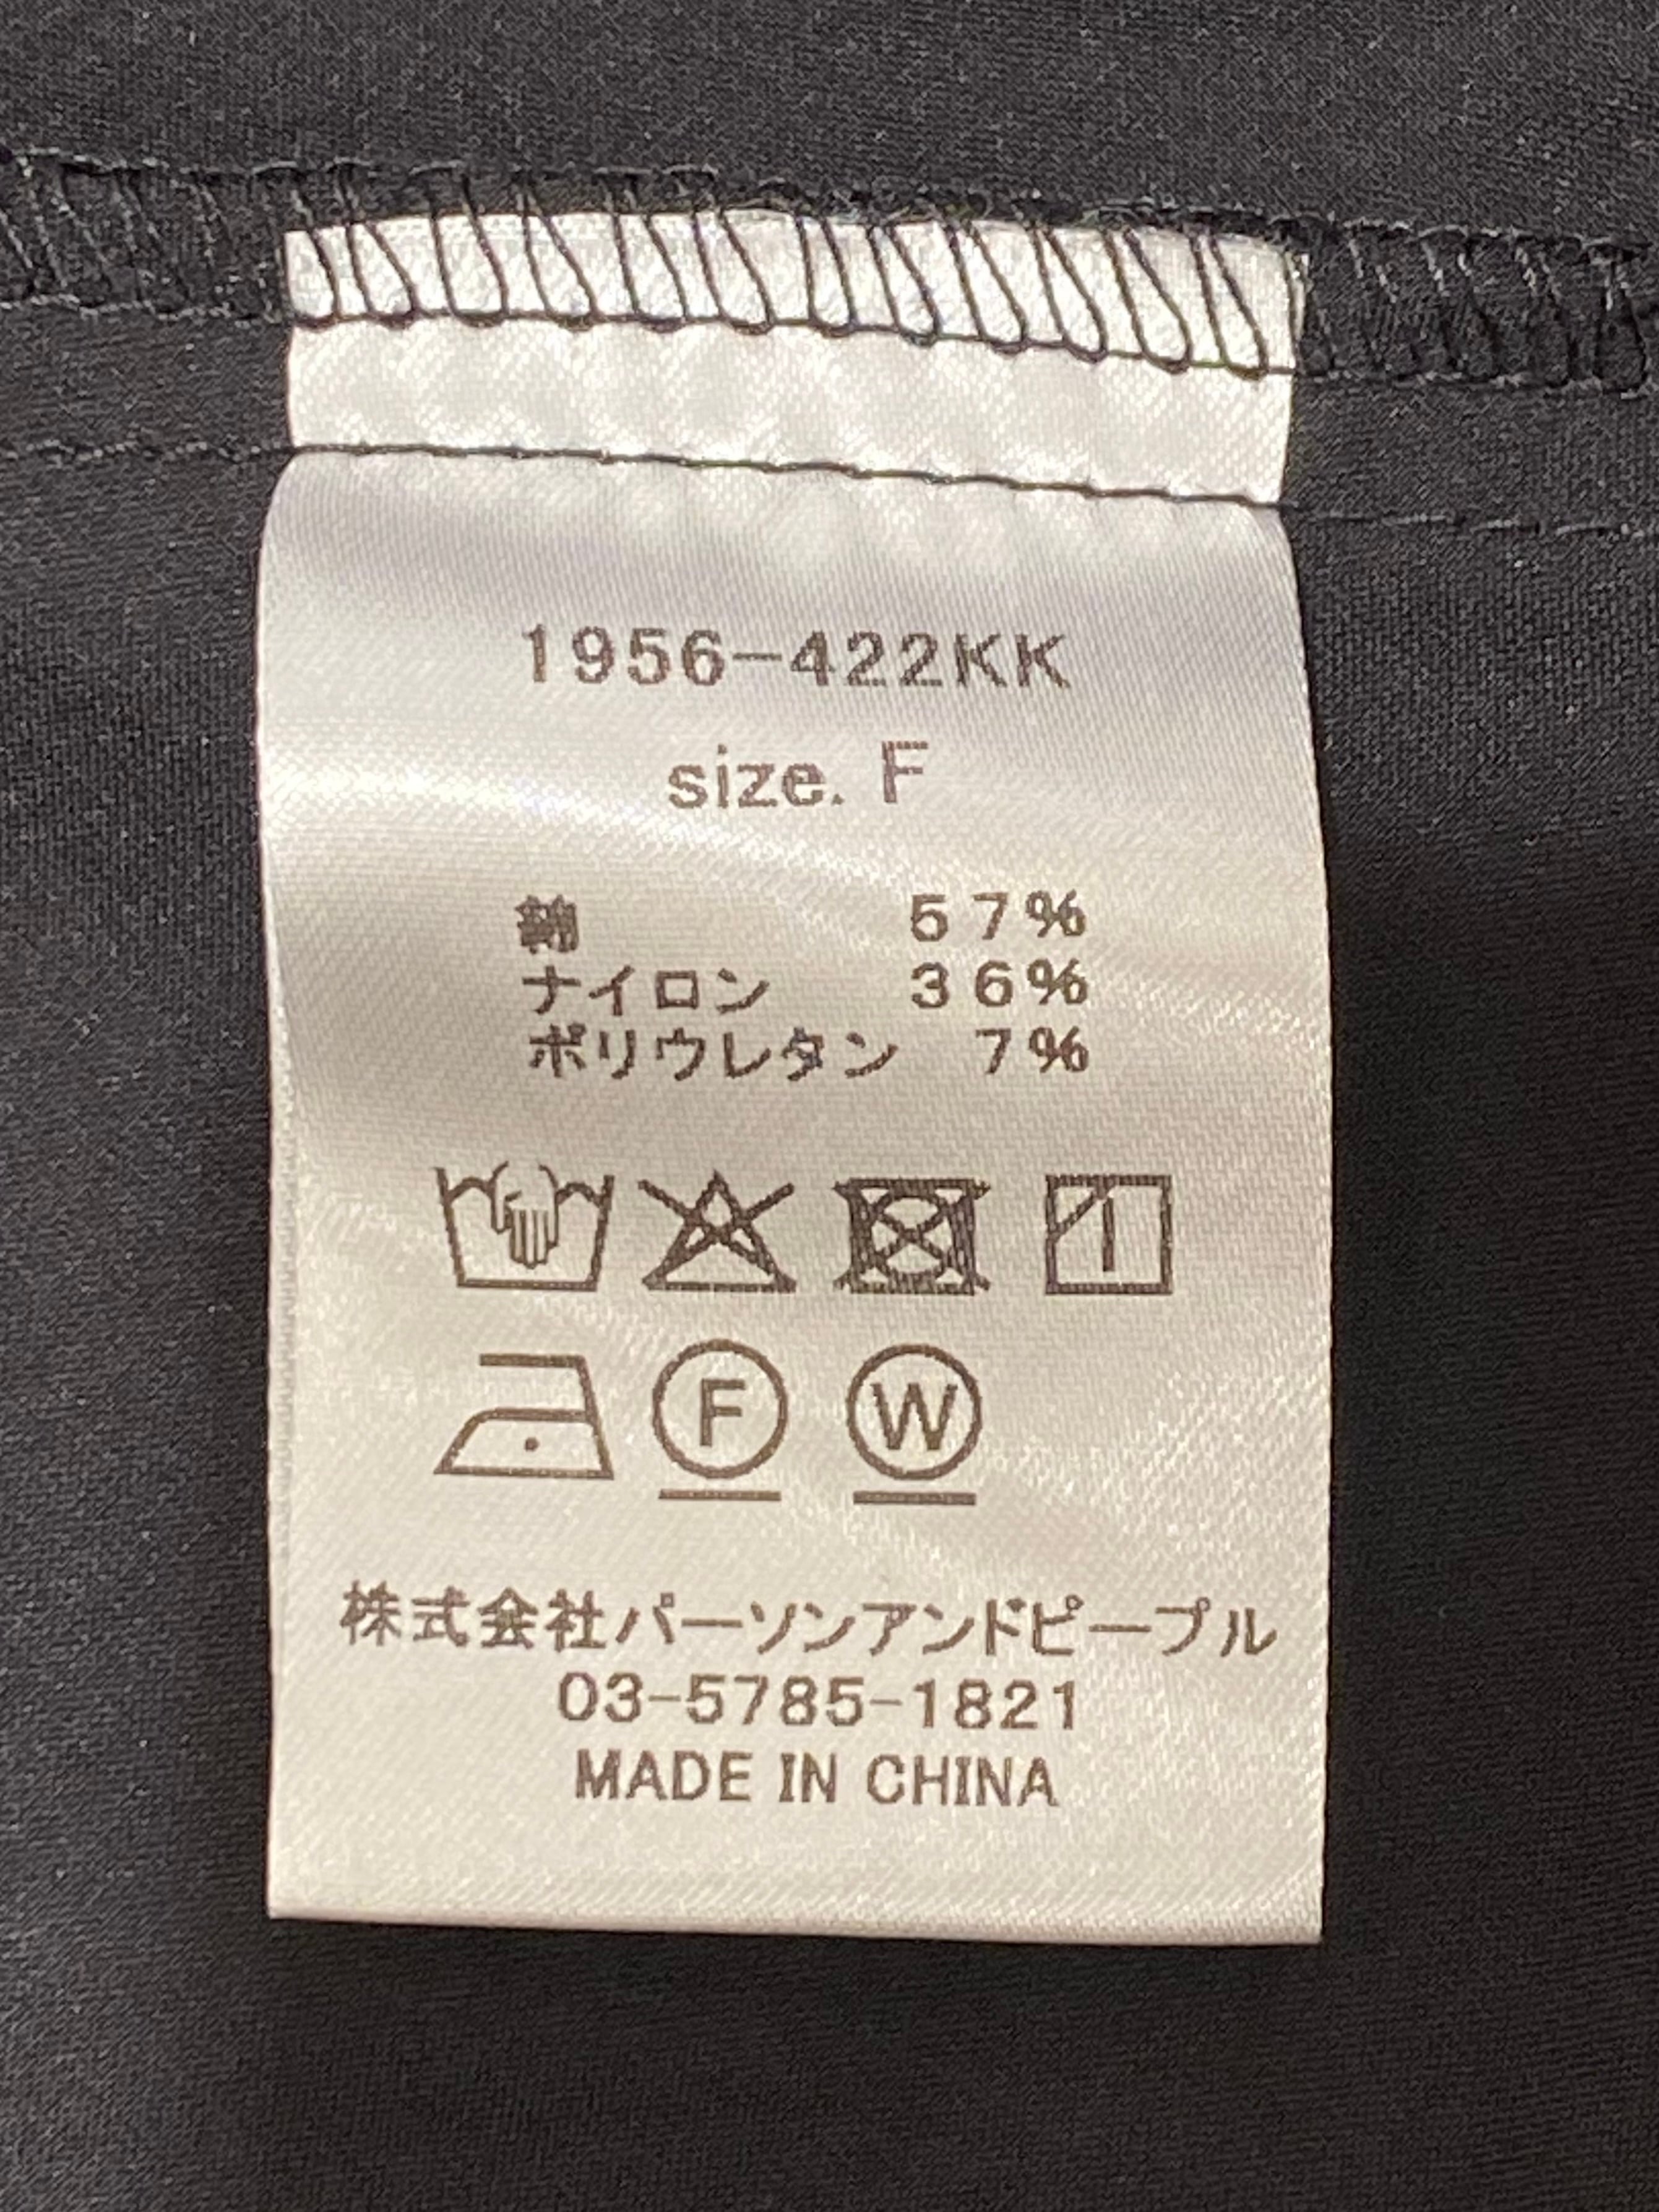 1956-422KK
size. F
綿 57%
ナイロン 36%
ポリウレタン 7%
F W
株式会社パーソンアンドピープル
03-5785-1821
MADE IN CHINA